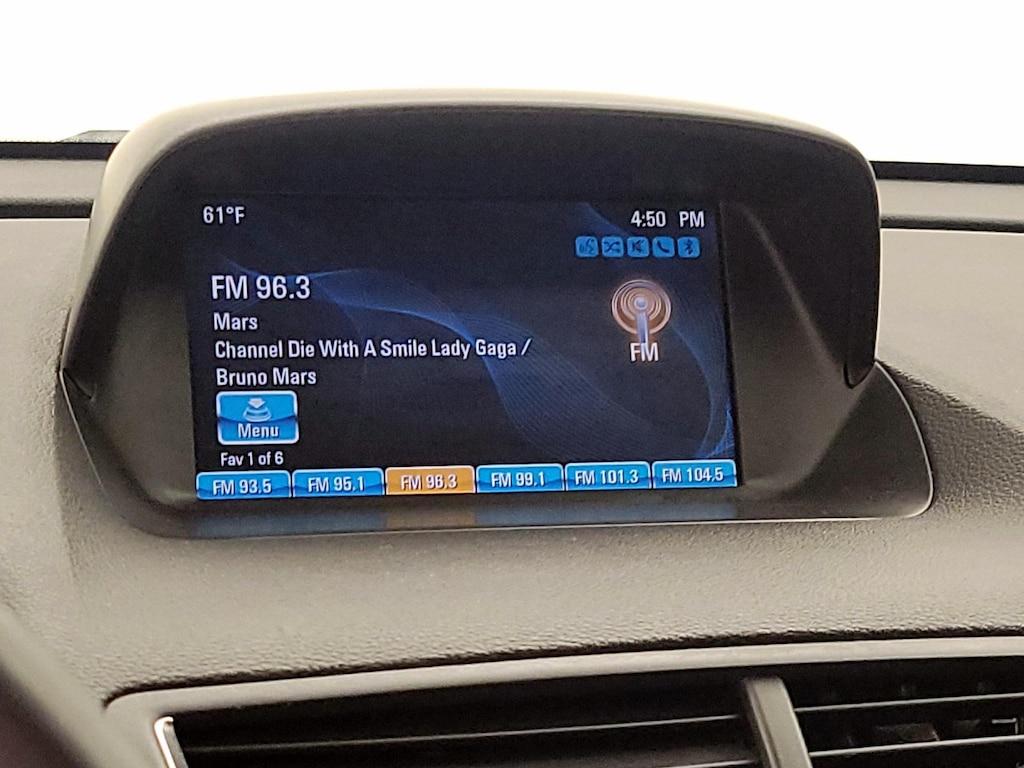 61°F
4:50 PM
FM 96.3
Mars
Channel Die With A Smile Lady Gaga /
Bruno Mars
FM
Menu
Fav 1 of 6
FM 93.5 FM 95.1 FM 96.3 FM 99.1 FM 101.3 FM 104.5